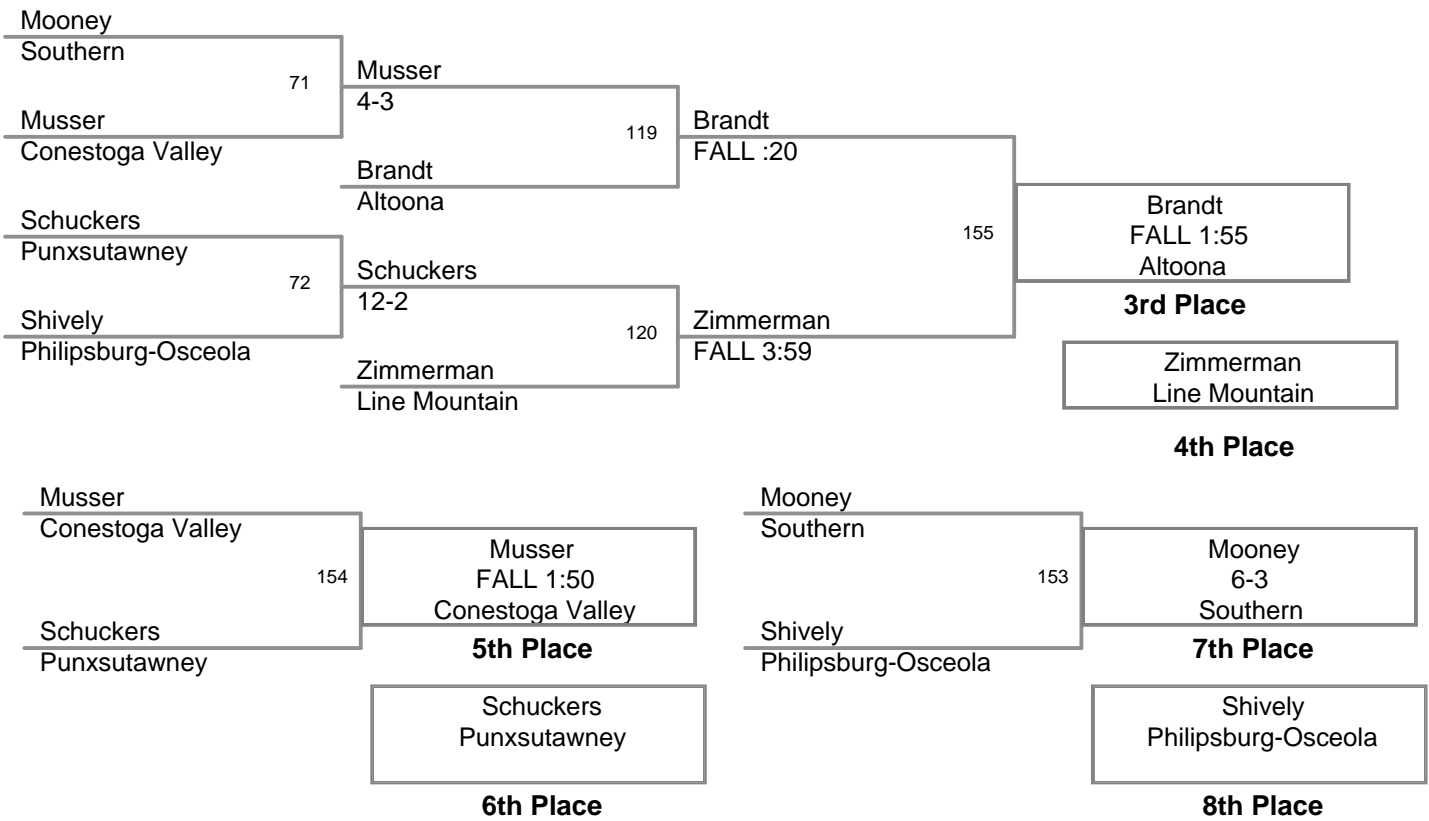 Mooney
Southern
71
Musser
4-3
Musser
Conestoga Valley
119
Brandt
FALL :20
Brandt
Altoona
Schuckers
Punxsutawney
155
Brandt
FALL 1:55
Altoona
3rd Place
72
Schuckers
12-2
Shively
Philipsburg-Osceola
120
Zimmerman
FALL 3:59
Zimmerman
Line Mountain
Zimmerman
Line Mountain
4th Place
Musser
Conestoga Valley
154
Musser
FALL 1:50
Conestoga Valley
5th Place
Schuckers
Punxsutawney
Schuckers
Punxsutawney
6th Place
Mooney
Southern
153
Mooney
6-3
Southern
7th Place
Shively
Philipsburg-Osceola
Shively
Philipsburg-Osceola
8th Place